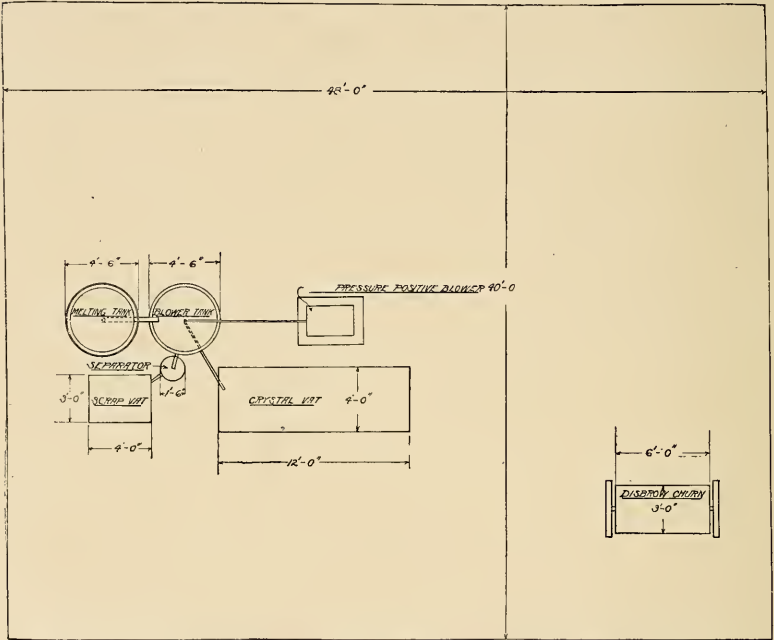 48'-0"
4'-6" 4'-6"
PRESSURE POSITIVE BLOWER 40'-0
MELTING TANK BLOWER TANK
SEPARATOR
3'-0" SCRAP VAT 1'-6" CRYSTAL VAT 4'-0"
4'-0" 12'-0"
6'-0"
DISBROW CHURN
3'-0"